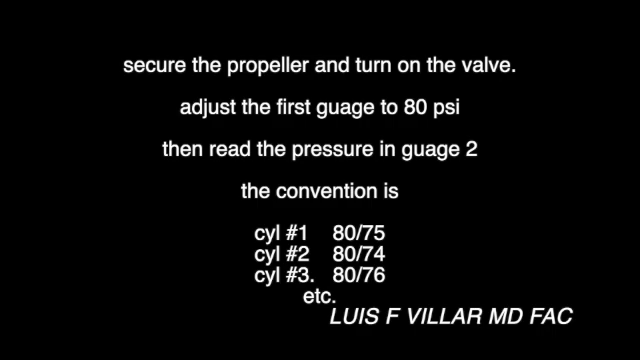 secure the propeller and turn on the valve.
adjust the first guage to 80 psi
then read the pressure in guage 2
the convention is
cyl #1 80/75
cyl #2 80/74
cyl #3. 80/76
etc.
LUIS F VILLAR MD FAC